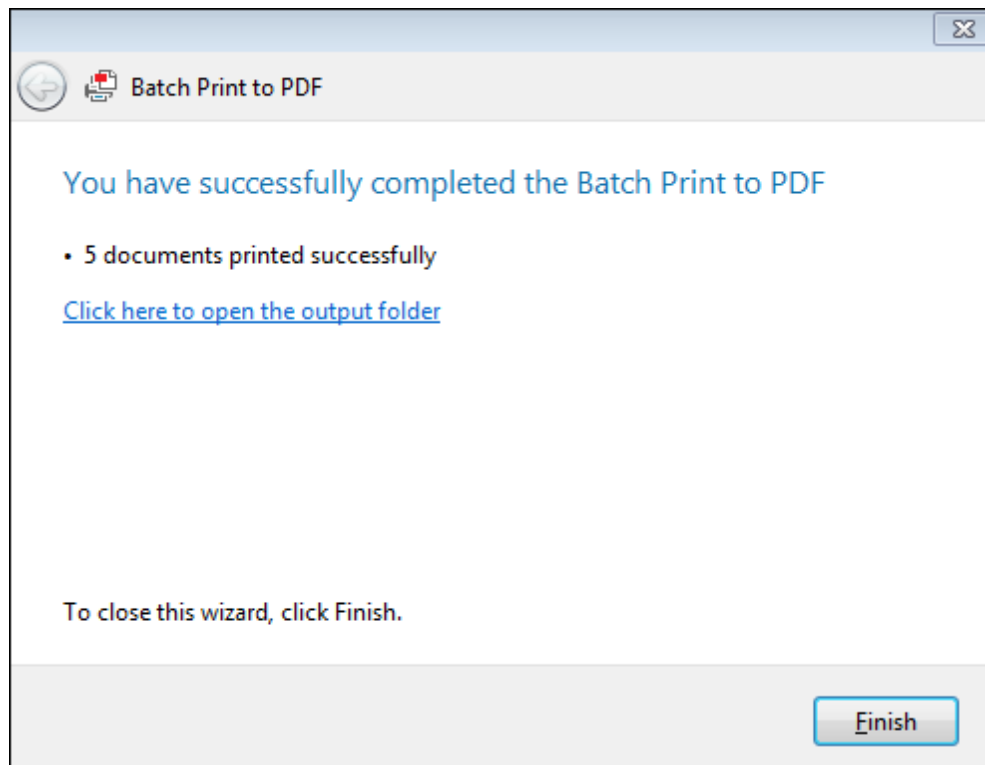 Batch Print to PDF
You have successfully completed the Batch Print to PDF
• 5 documents printed successfully
Click here to open the output folder
To close this wizard, click Finish.
Finish